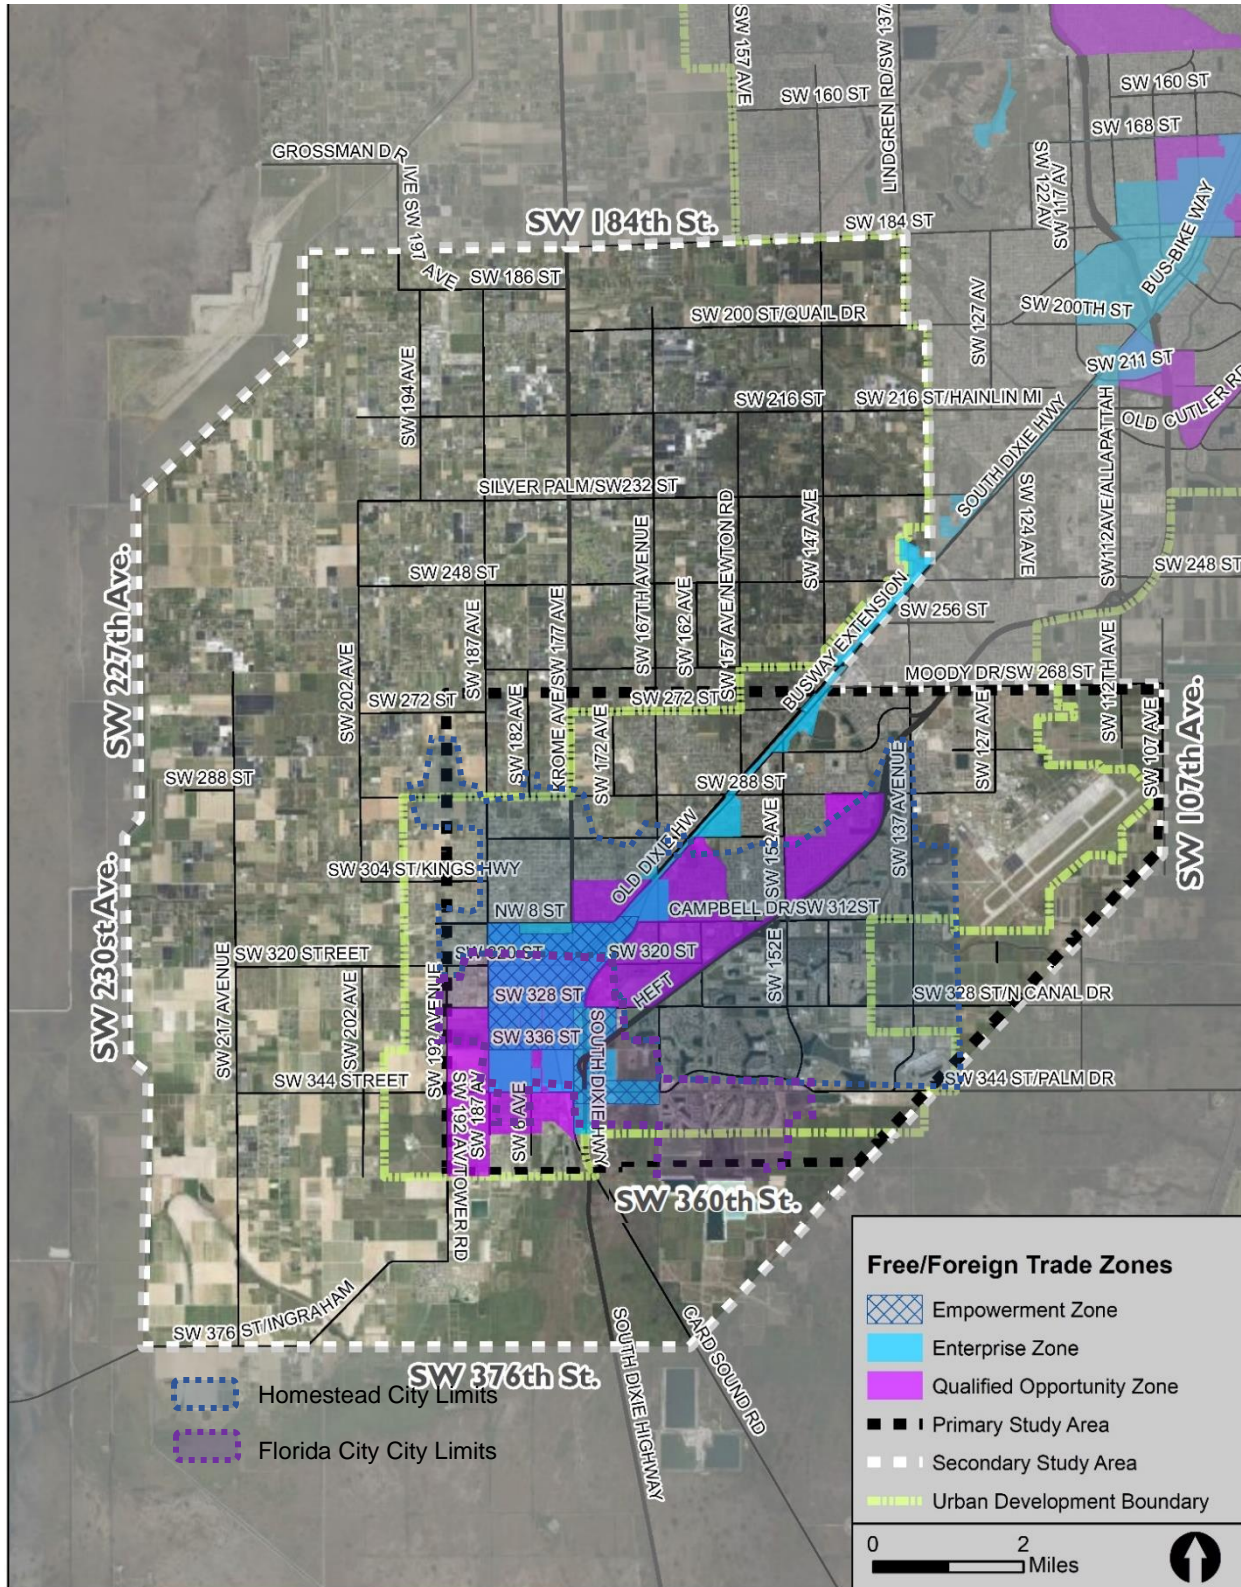 SW 157 AVE
LINDGREN RD/SW 137/
SW 160 ST
SW 160 ST
SW 168 ST
GROSSMAN DR
IVE SW 197 AVE
SW 122 AV
SW 117 AV
BUS-BIKE WAY
SW 184th St.
SW 184 ST
SW 186 ST
SW 200 ST/QUAIL DR
SW 127 AV
SW 200TH ST
SW 194 AVE
SW 211 ST
SW 216 ST
SW 216 ST/HAINLIN MI
OLD CUTLER RD
SOUTH DIXIE HWY
SILVER PALM/SW232 ST
SW 124 AVE
SW112AVE/ALLAPATTAH
SW 227th Ave.
SW 248 ST
SW 248 ST
SW 187 AVE
SW 167TH AVENUE
SW 162 AVE
SW 157 AVE/NEWTON RD
SW 147 AVE
BUSWAY EXTENSION
SW 256 ST
SW 202 AVE
KROME AVE/SW 177 AVE
MOODY DR/SW 268 ST
SW 272 ST
SW 272 ST
SW 182 AVE
SW 172 AVE
SW 127 AVE
SW 112TH AVE
SW 107 AVE
SW 107th Ave.
SW 288 ST
SW 288 ST
SW 137 AVENUE
OLD DIXIE HW
SW 152 AVE
SW 230st Ave.
SW 304 ST/KINGS HWY
NW 8 ST
CAMPBELL DR/SW 312ST
SW 320 STREET
SW 320 ST
SW 320 ST
SW 152E
SW 217 AVENUE
SW 202 AVE
SW 192 AVENUE
SW 328 ST
HEFT
SW 328 ST/N CANAL DR
SW 336 ST
SOUTH DIXIE HWY
SW 344 STREET
SW 344 ST/PALM DR
SW 192 AV/TOWER RD
SW 187 AV
SW 6 AVE
SW 360th St.
SW 376 ST/INGRAHAM
SW 376th St.
SOUTH DIXIE HIGHWAY
CARD SOUND RD
Homestead City Limits
Florida City City Limits
Free/Foreign Trade Zones
Empowerment Zone
Enterprise Zone
Qualified Opportunity Zone
Primary Study Area
Secondary Study Area
Urban Development Boundary
0 2
Miles